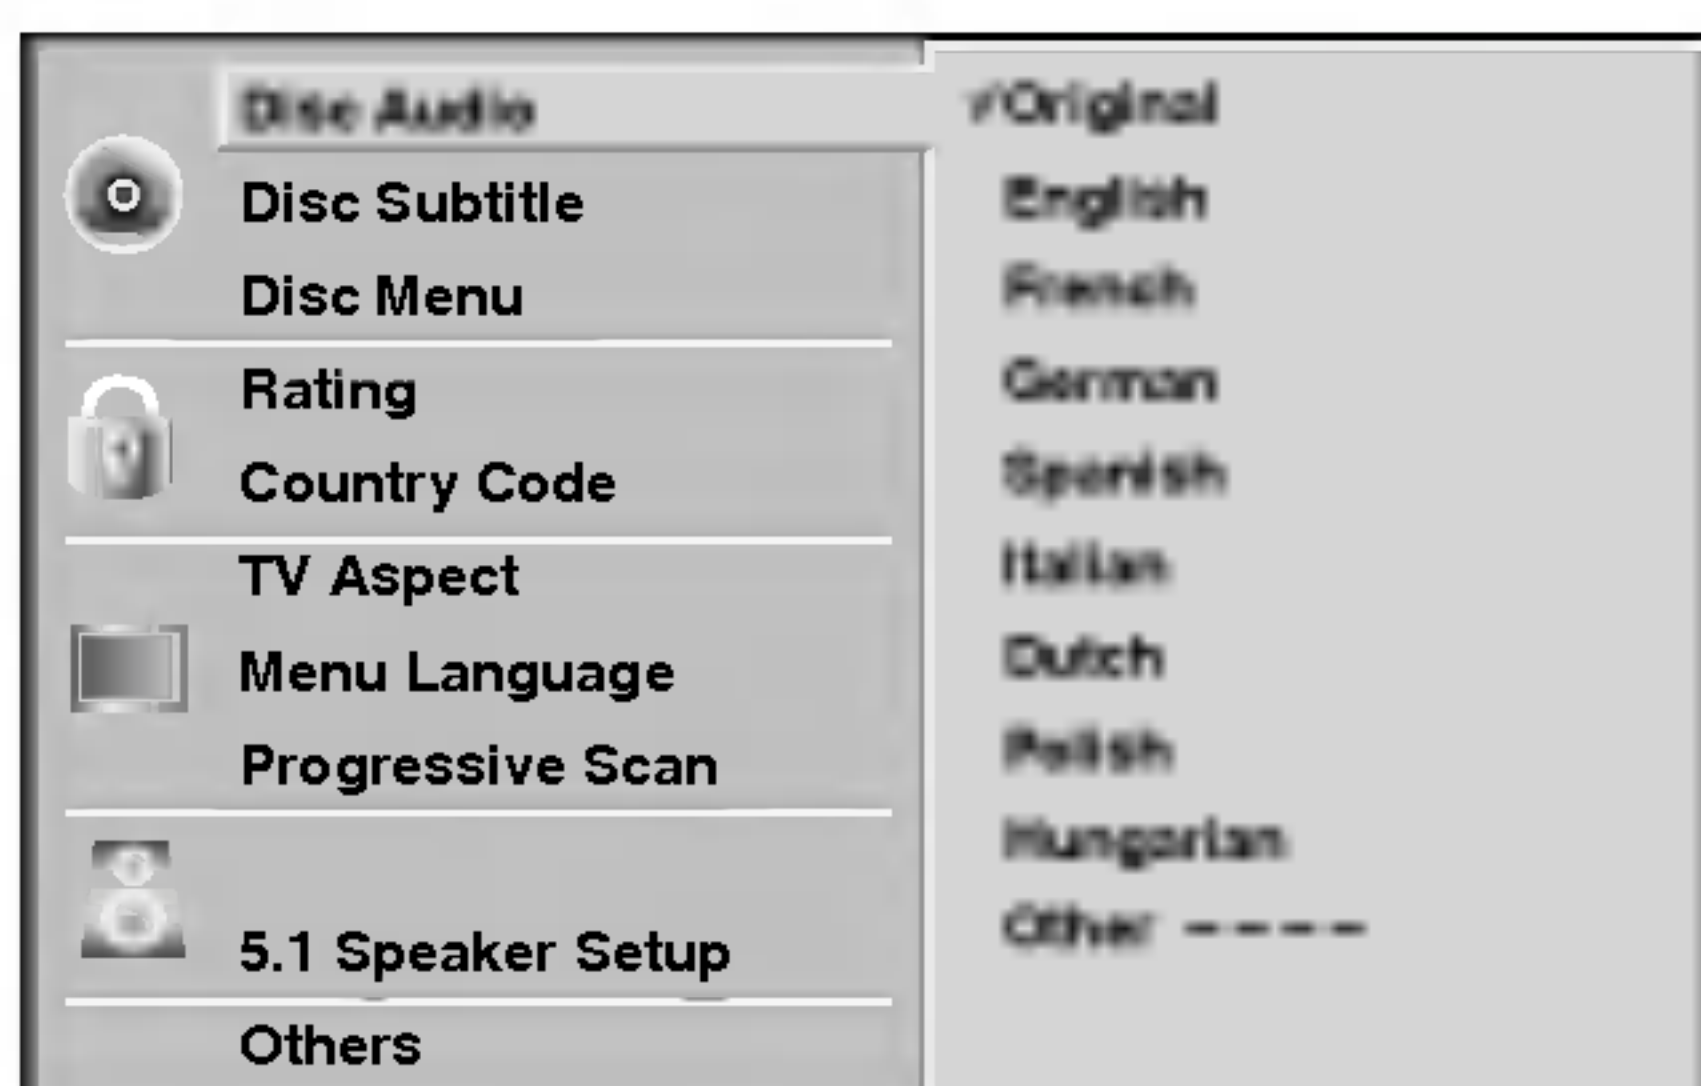 Disc Audio
Disc Subtitle
Disc Menu
Rating
Country Code
TV Aspect
Menu Language
Progressive Scan
5.1 Speaker Setup
Others
✓Original
English
French
German
Spanish
Italian
Dutch
Polish
Hungarian
Other – – – –